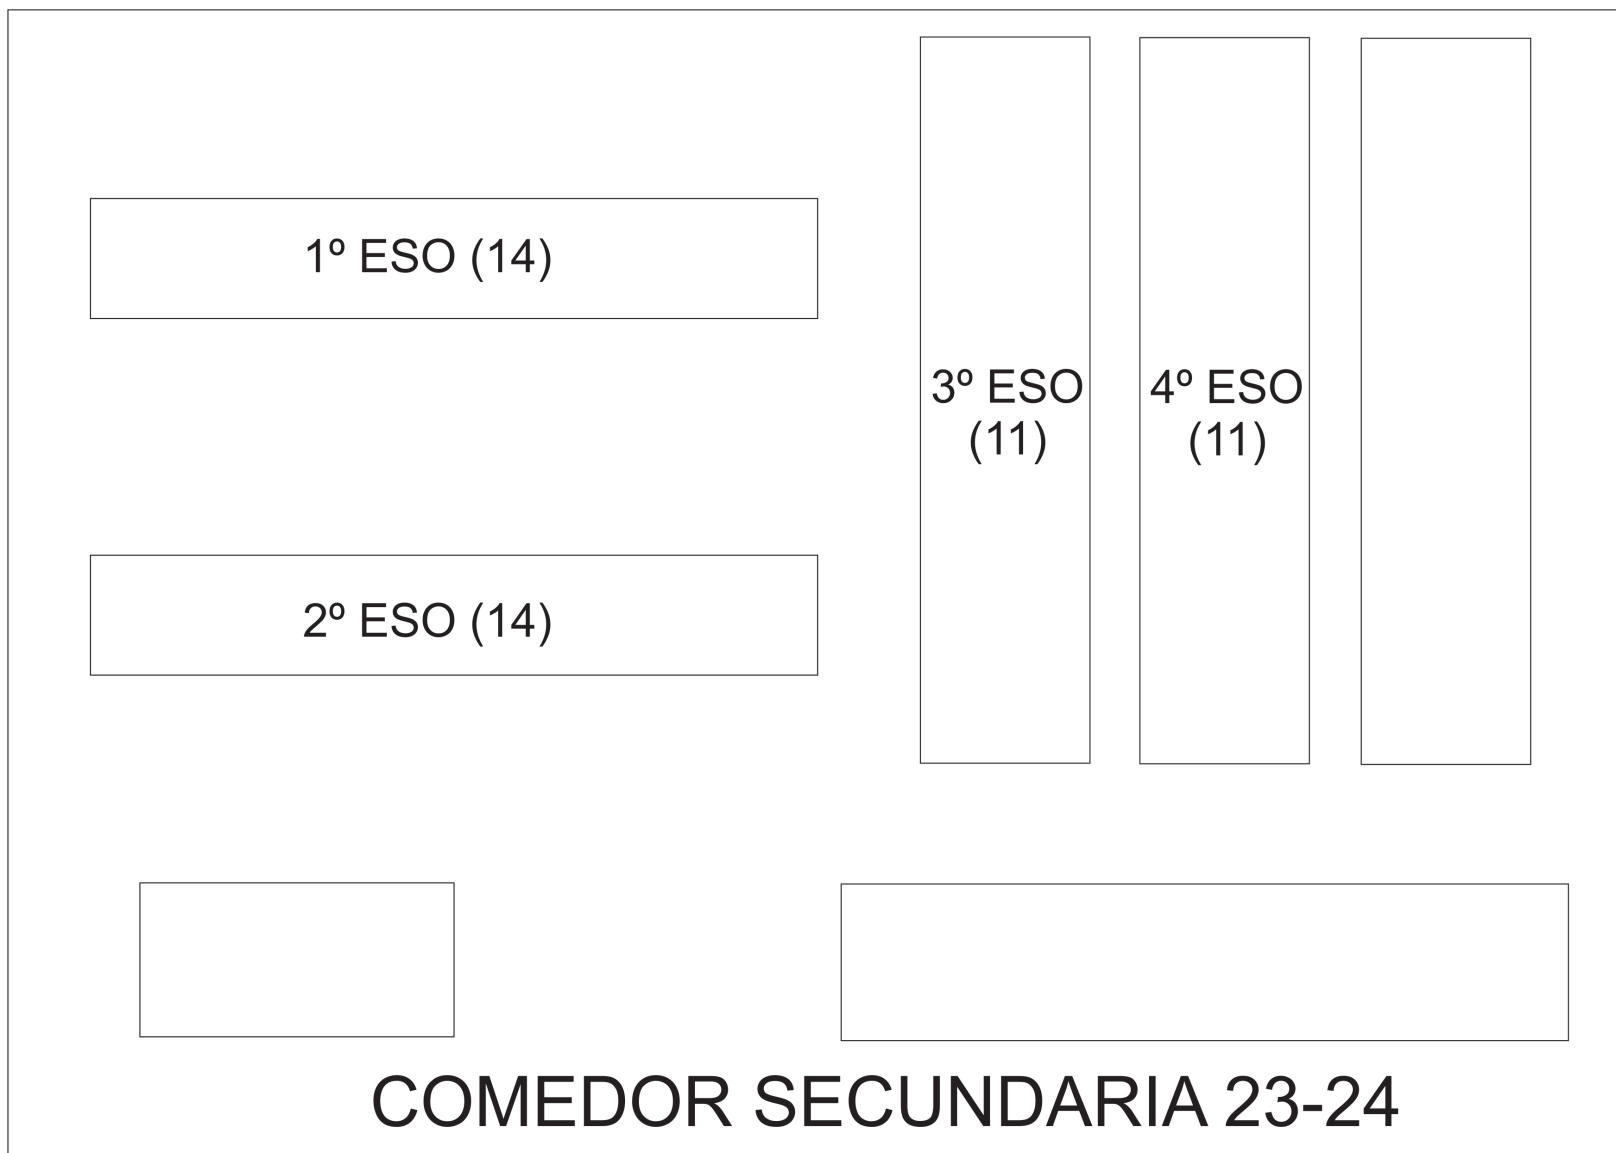 1º ESO (14)
3º ESO
(11)
4º ESO
(11)
2º ESO (14)
COMEDOR SECUNDARIA 23-24